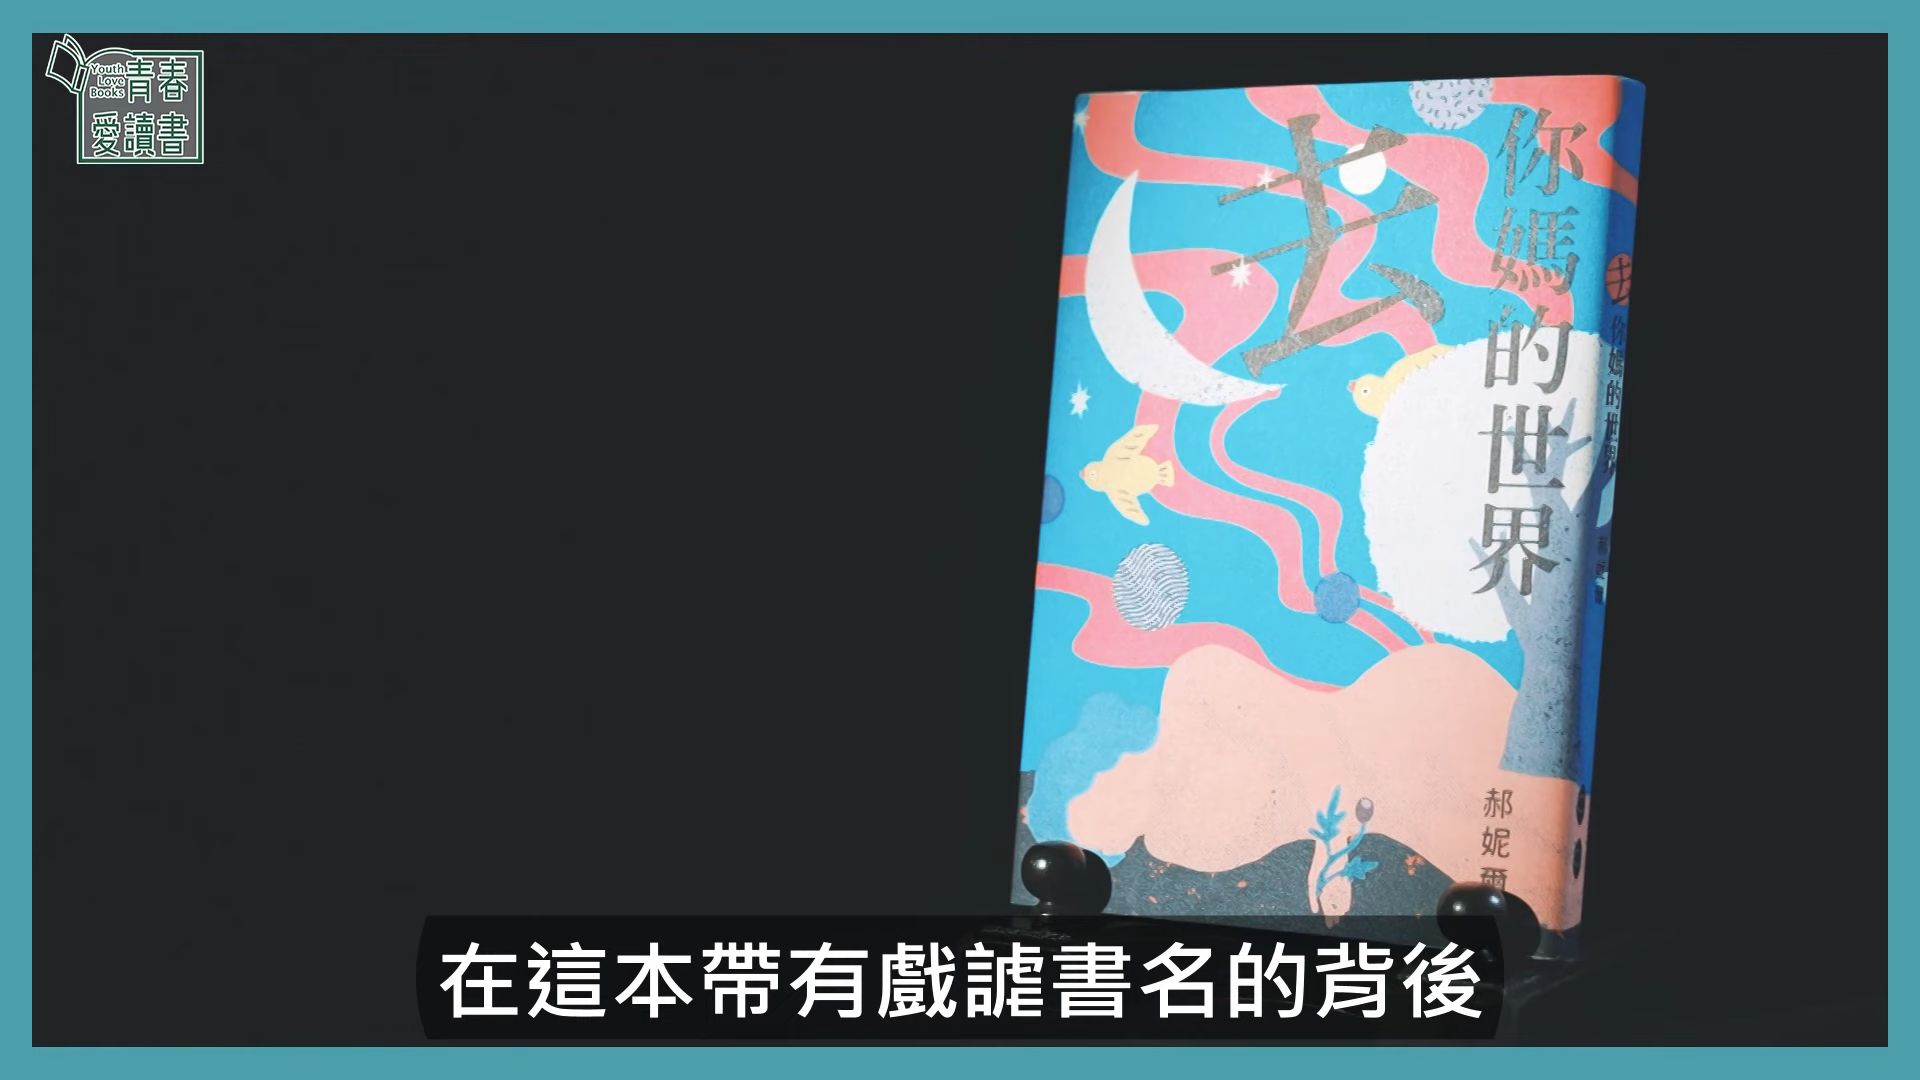 Youth
Love
Books
青春
愛讀書
去
你媽的世界
郝妮爾
去你媽的世界
在這本帶有戲謔書名的背後